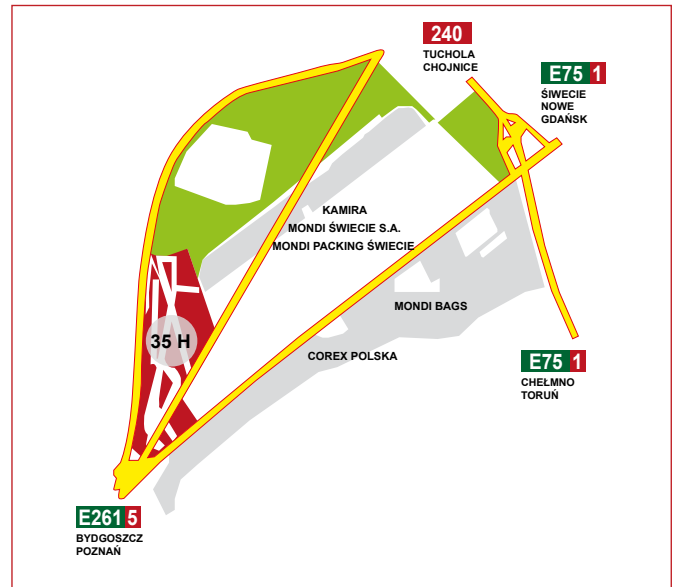 240
TUCHOLA
CHOJNICE
E75 1
ŚIWECIE
NOWE
GDAŃSK
KAMIRA
MONDI ŚWIECIE S.A.
MONDI PACKING ŚWIECIE
MONDI BAGS
35 H
COREX POLSKA
E75 1
CHEŁMNO
TORUŃ
E261 5
BYDGOSZCZ
POZNAŃ